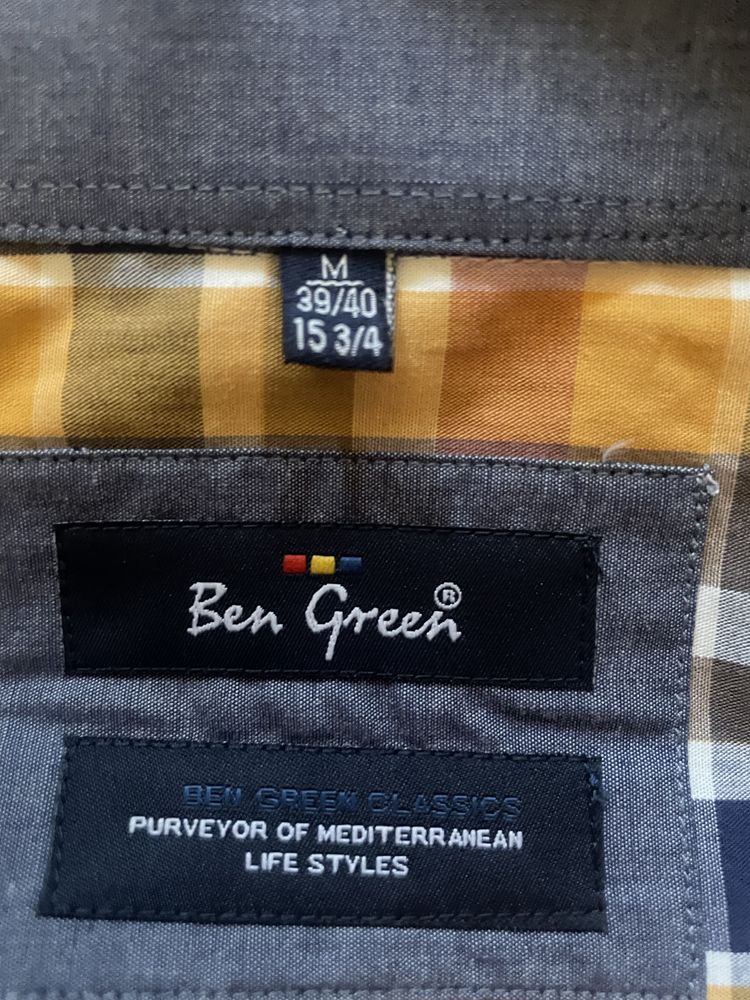 M
39/40
15 3/4
Ben Green®
BEN GREEN CLASSICS
PURVEYOR OF MEDITERRANEAN
LIFE STYLES